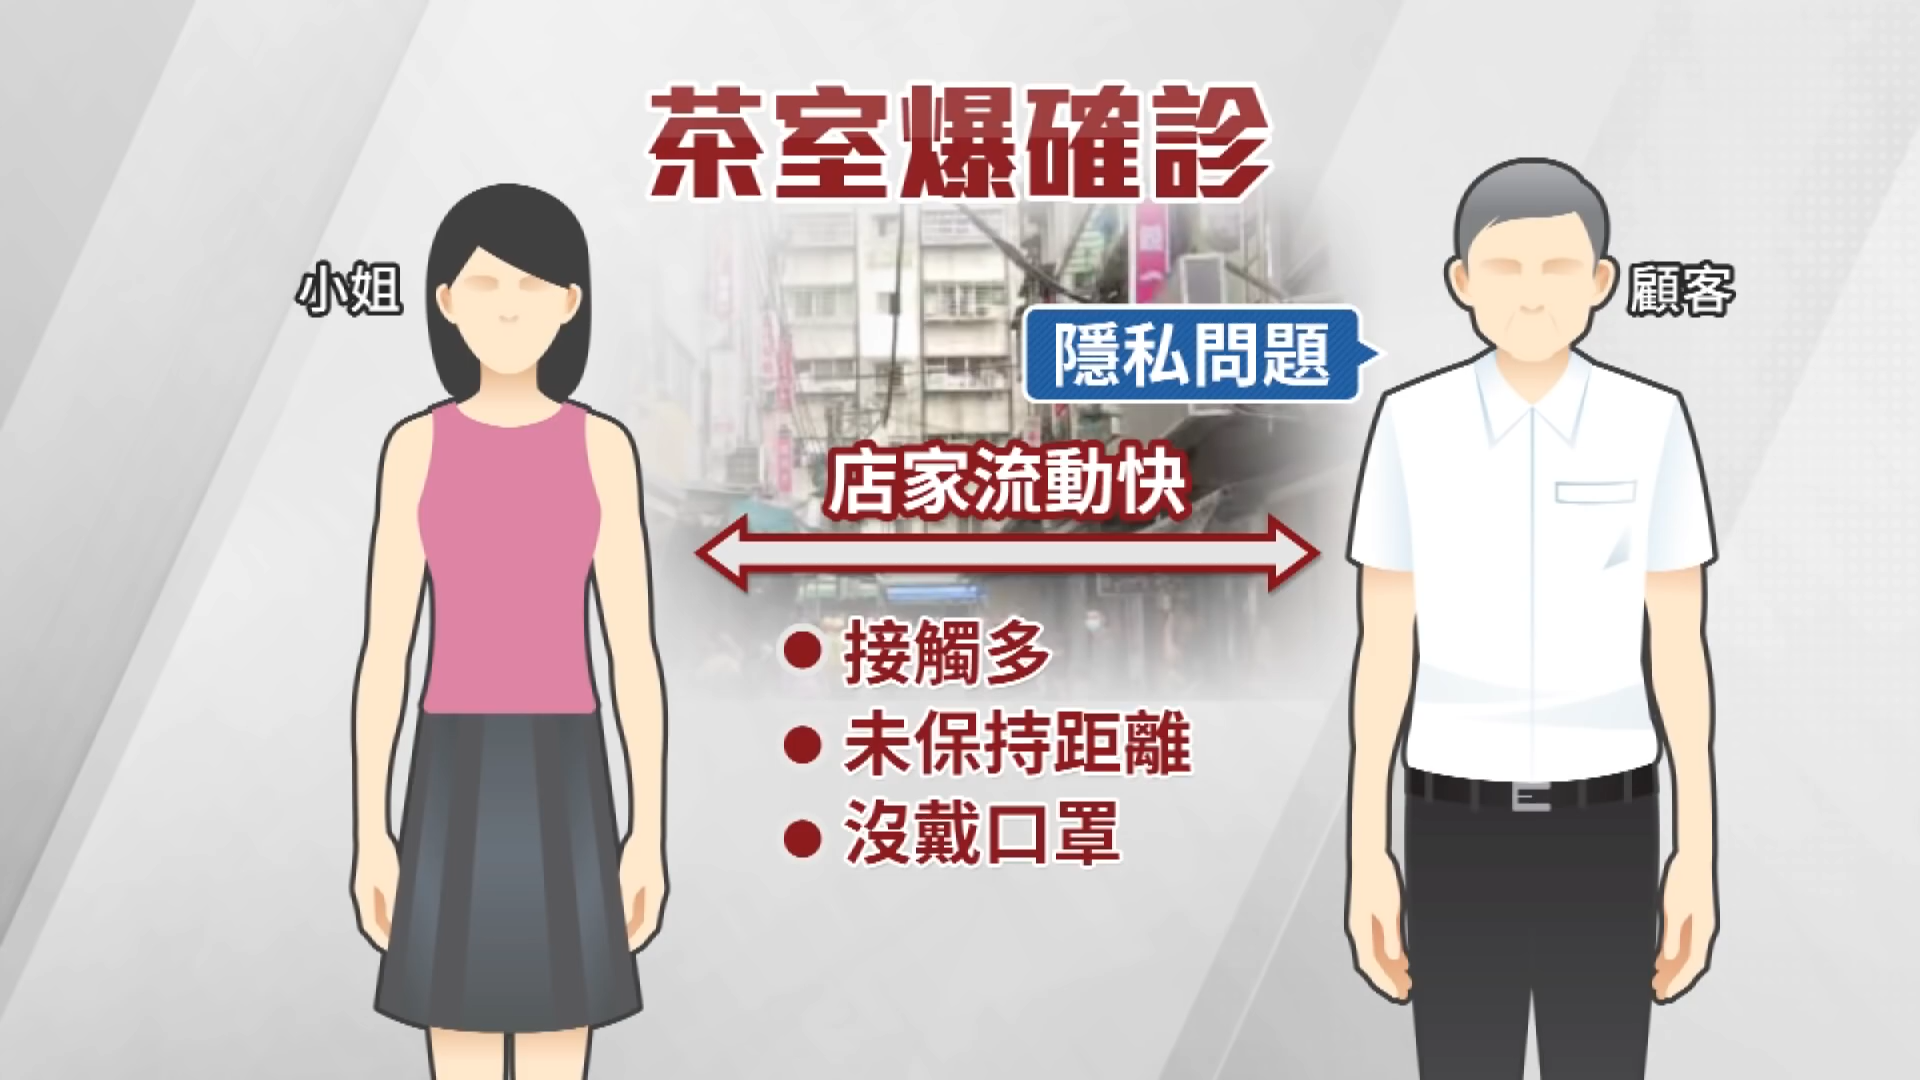 茶室爆確診
小姐
顧客
隱私問題
店家流動快
接觸多
未保持距離
沒戴口罩